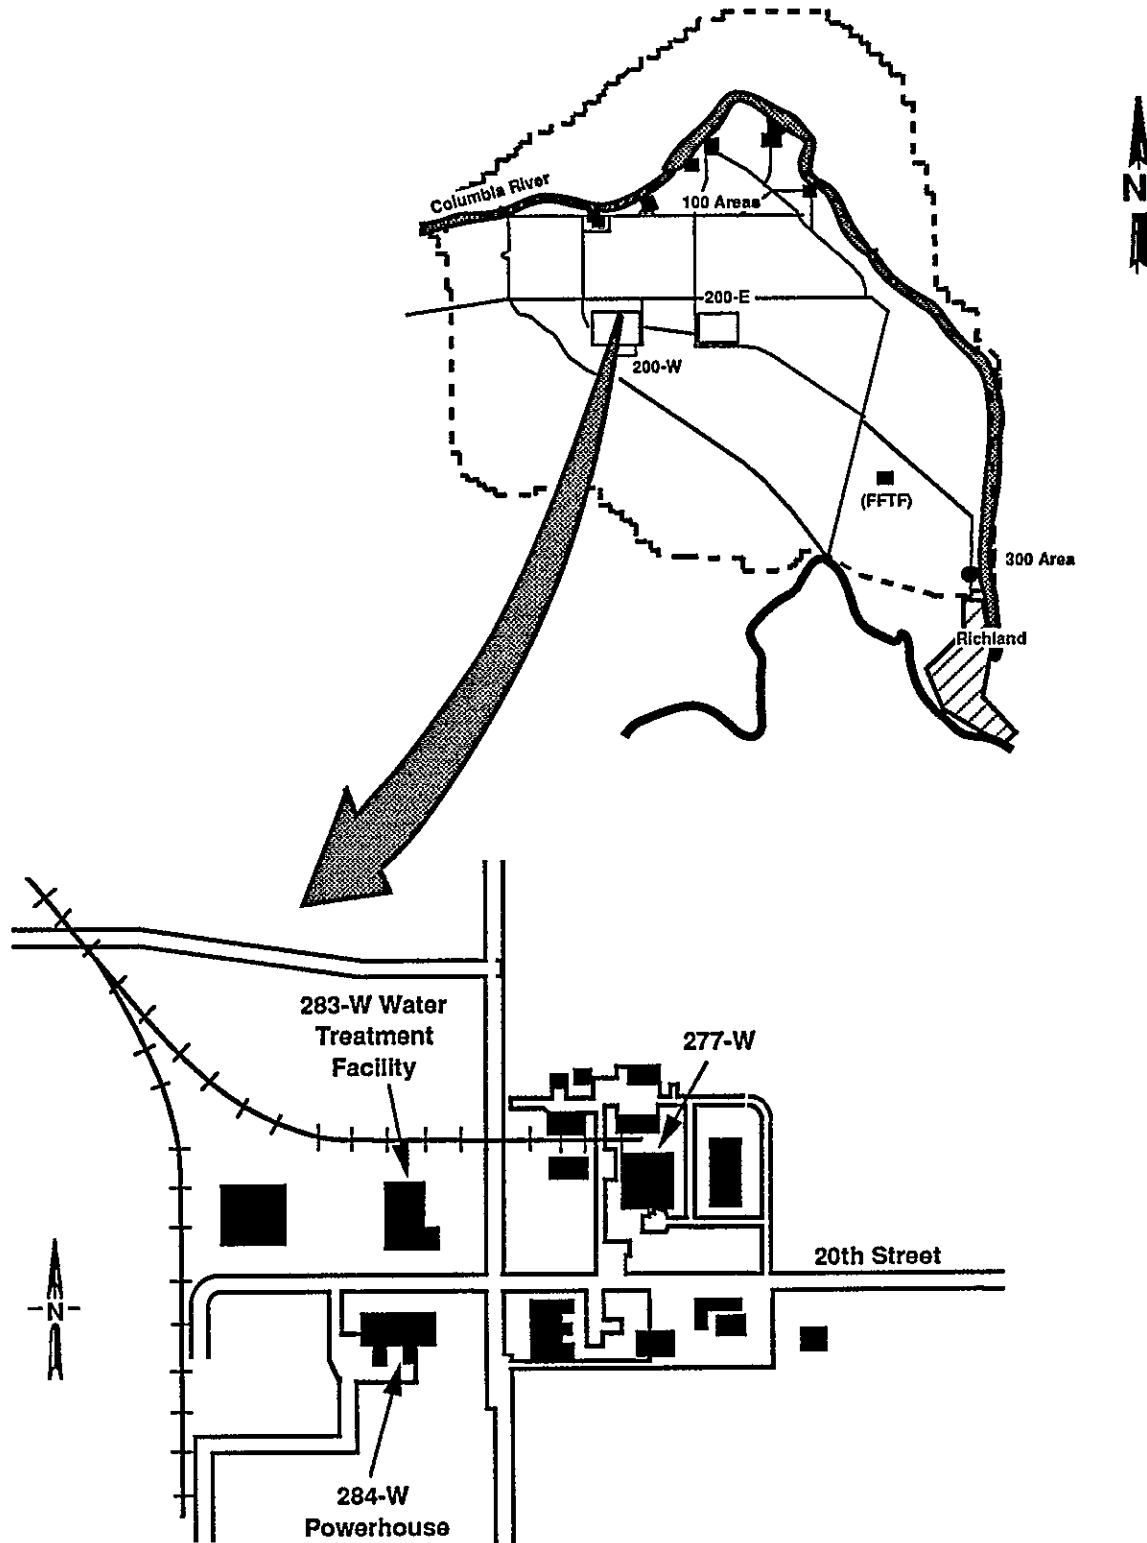 Columbia River
N
100 Areas
200-E
200-W
(FFTF)
300 Area
Richland
283-W Water
Treatment
Facility
277-W
20th Street
N
284-W
Powerhouse